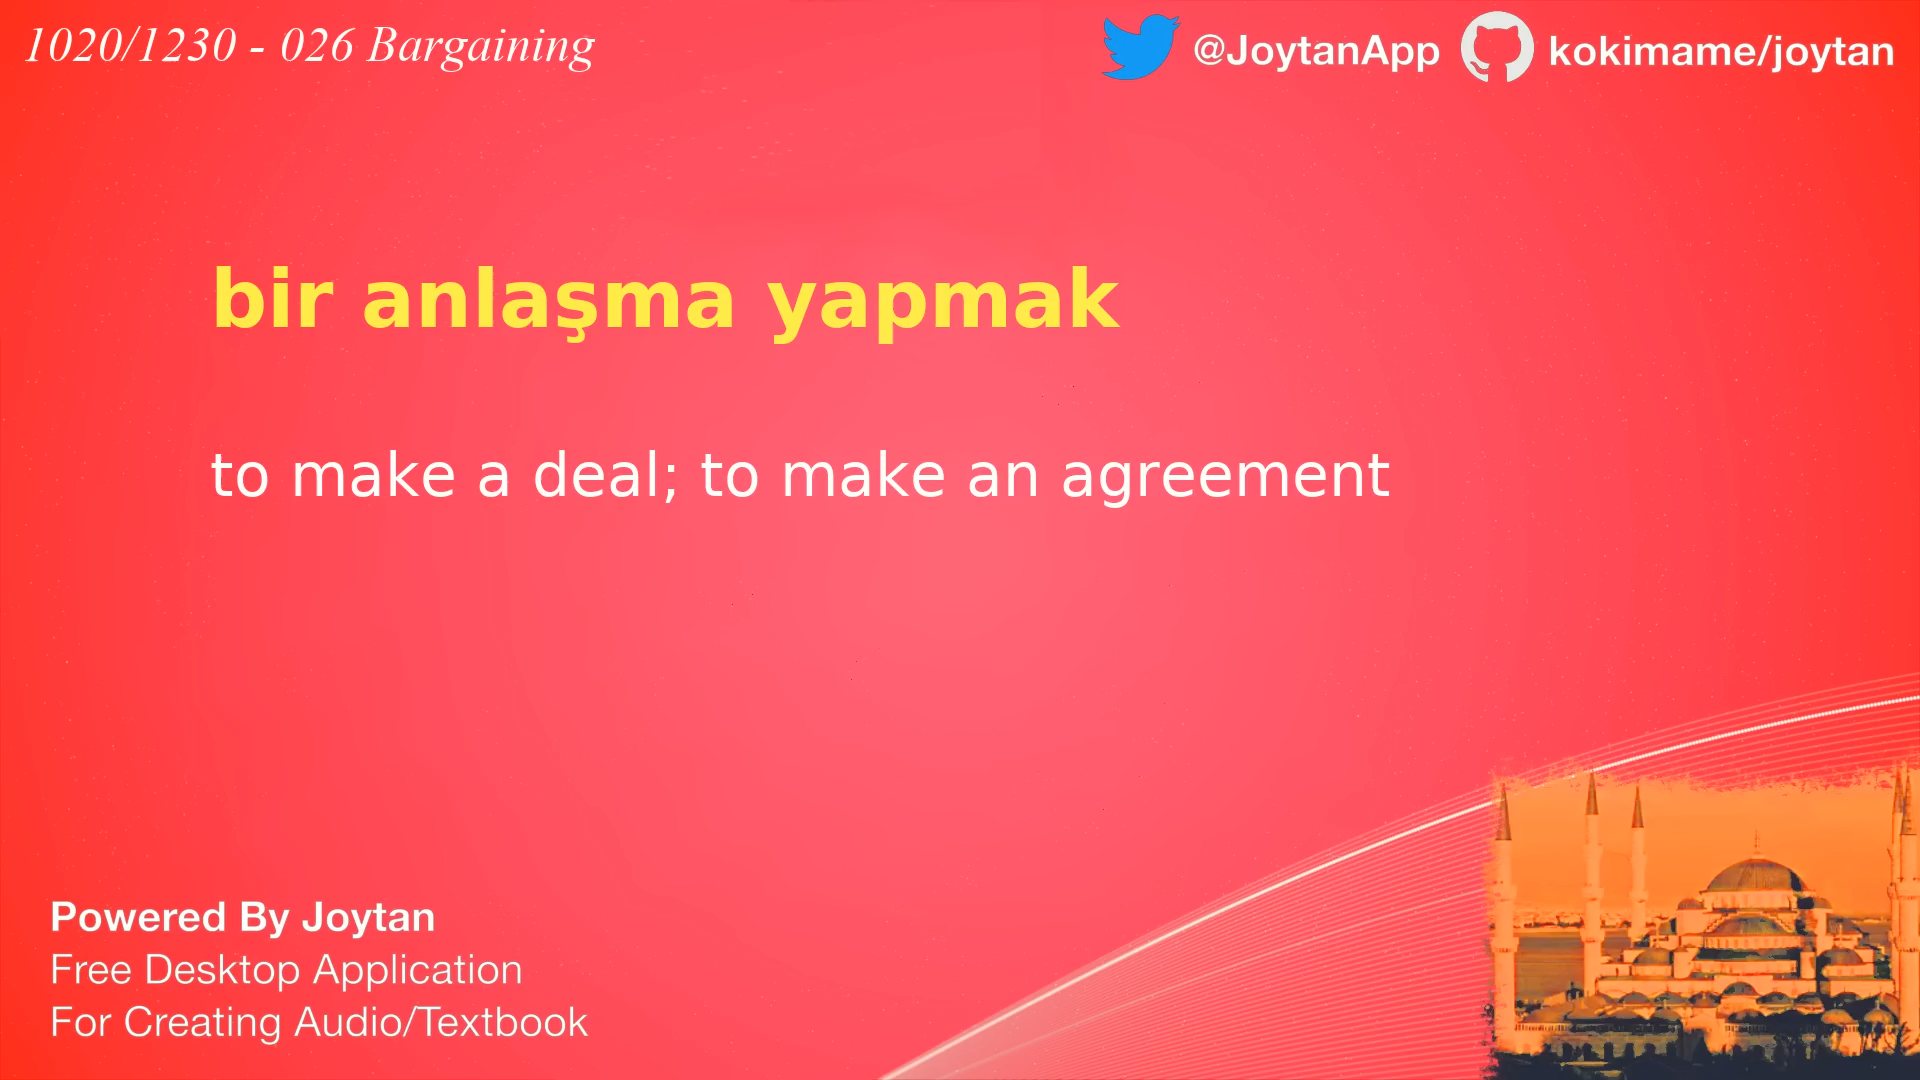 1020/1230 - 026 Bargaining
@JoytanApp
kokimame/joytan
bir anlaşma yapmak
to make a deal; to make an agreement
Powered By Joytan
Free Desktop Application
For Creating Audio/Textbook